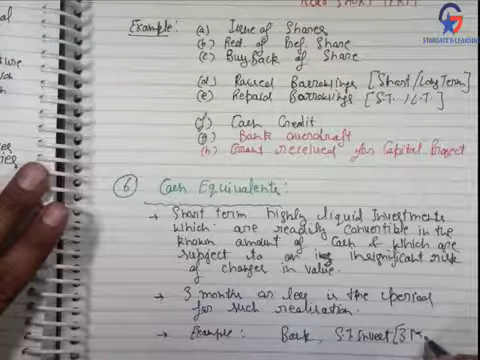 STARGATE E-LEARNING
Example: (a) Issue of Shares
(b) Red. of Pref. Share
(c) Buyback of Share
(d) Raised Borrowings [Short/Long Term]
(e) Repaid Borrowings [S.T. / L.T.]
(f) Cash Credit
(g) Bank overdraft
(h) Grant received for Capital Project
6 Cash Equivalents:
→ Short term highly liquid Investments
which are readily convertible in the
known amount of Cash & which are
subject to an insignificant risk
of changes in value.
→ 3 months or less is the period
for such realisation.
→ Example: Bank, S.T Invest [3 M